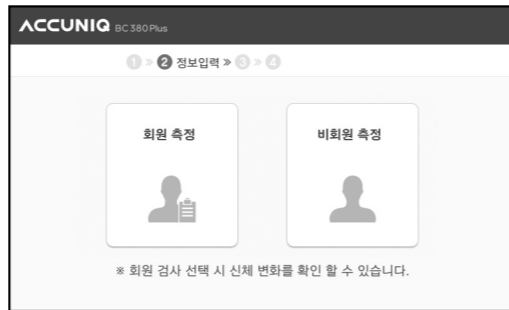 ACCUNIQ BC380Plus
1 » 2 정보입력 » 3 » 4
회원 측정
비회원 측정
※ 회원 검사 선택 시 신체 변화를 확인 할 수 있습니다.